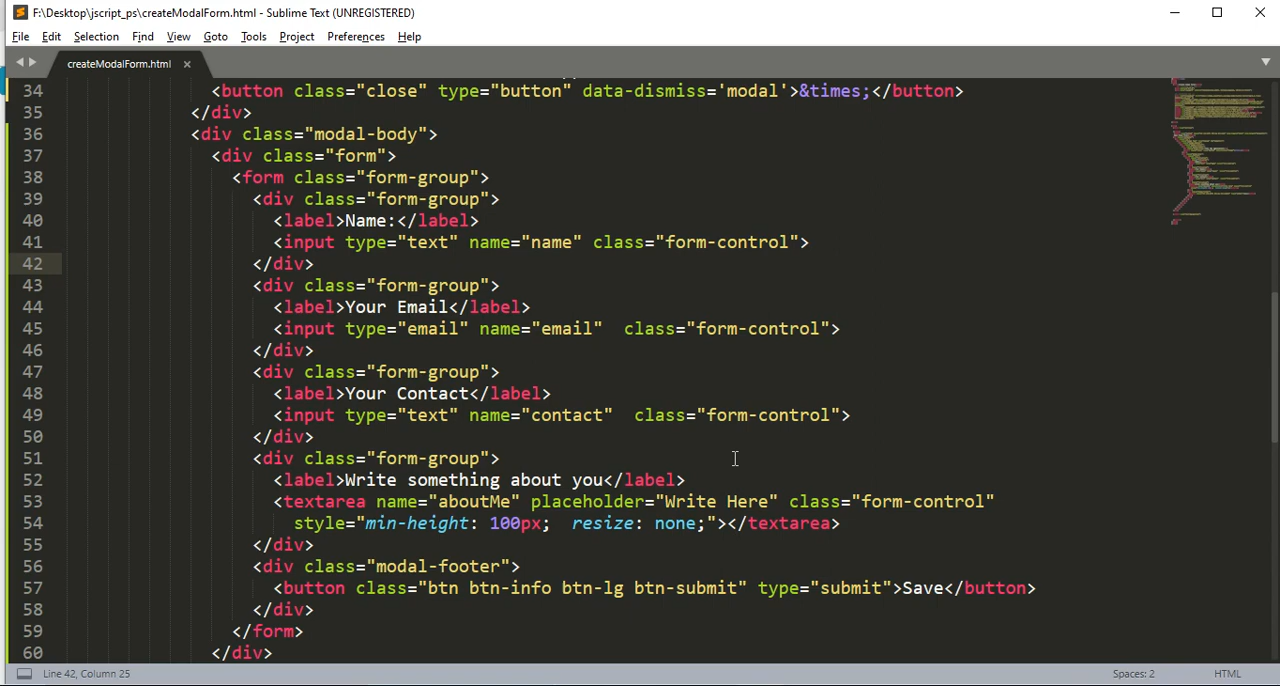 F:\Desktop\jscript_ps\createModalForm.html - Sublime Text (UNREGISTERED)
File Edit Selection Find View Goto Tools Project Preferences Help
createModalForm.html
34 <button class="close" type="button" data-dismiss='modal'>&times;</button>
35 </div>
36 <div class="modal-body">
37 <div class="form">
38 <form class="form-group">
39 <div class="form-group">
40 <label>Name:</label>
41 <input type="text" name="name" class="form-control">
42 </div>
43 <div class="form-group">
44 <label>Your Email</label>
45 <input type="email" name="email"  class="form-control">
46 </div>
47 <div class="form-group">
48 <label>Your Contact</label>
49 <input type="text" name="contact"  class="form-control">
50 </div>
51 <div class="form-group">
52 <label>Write something about you</label>
53 <textarea name="aboutMe" placeholder="Write Here" class="form-control"
54 style="min-height: 100px;  resize: none;"></textarea>
55 </div>
56 <div class="modal-footer">
57 <button class="btn btn-info btn-lg btn-submit" type="submit">Save</button>
58 </div>
59 </form>
60 </div>
Line 42, Column 25 Spaces: 2 HTML